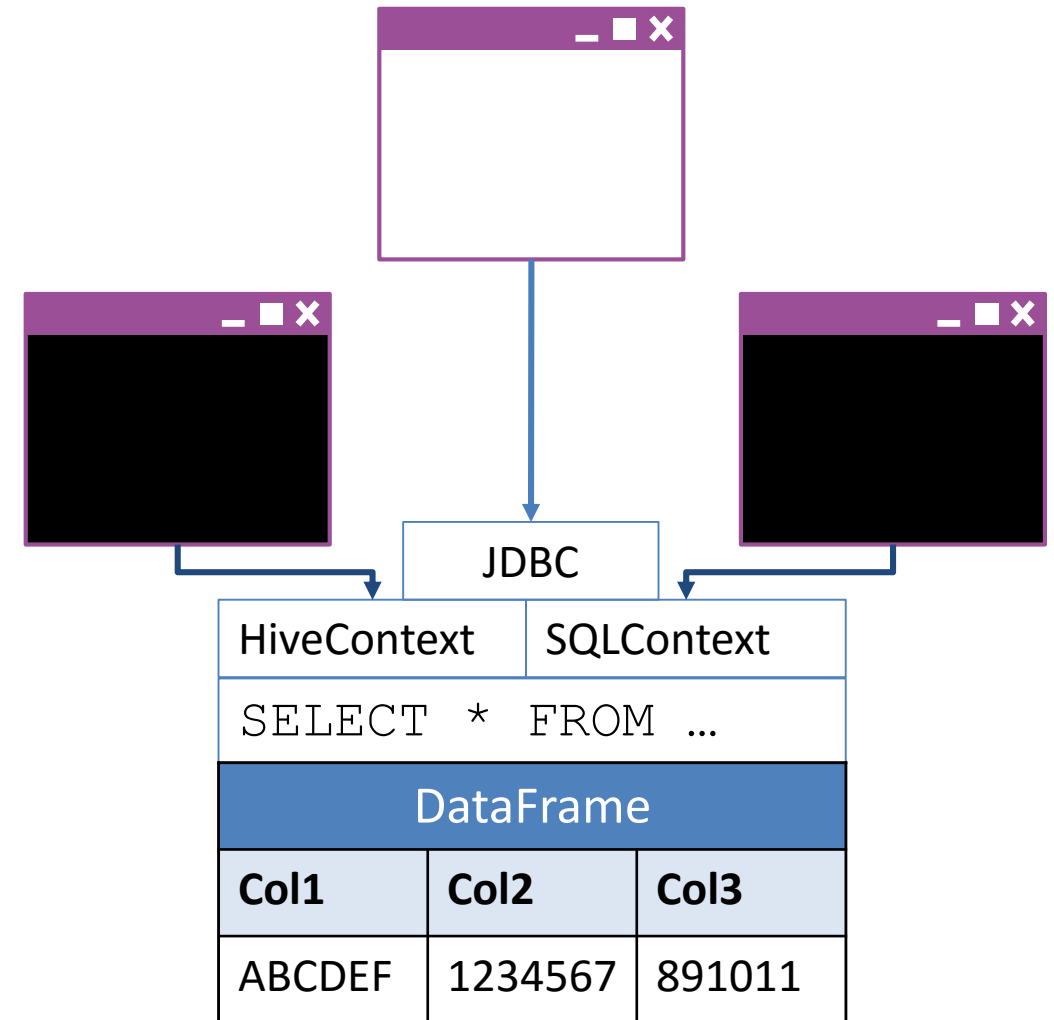 JDBC
HiveContext SQLContext
SELECT * FROM …
DataFrame
Col1 Col2 Col3
ABCDEF 1234567 891011